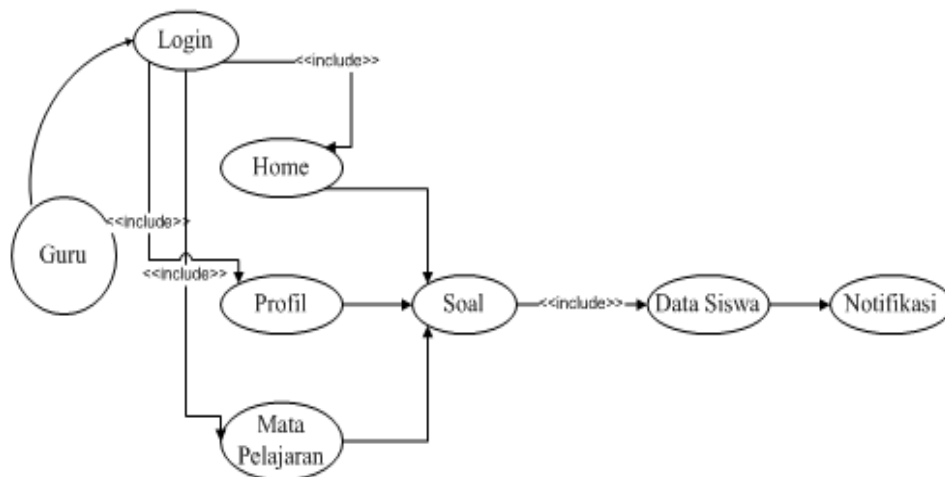 Login
<<include>>
Home
<<include>>
Guru
<<include>>
Profil
Soal
<<include>>
Data Siswa
Notifikasi
Mata
Pelajaran